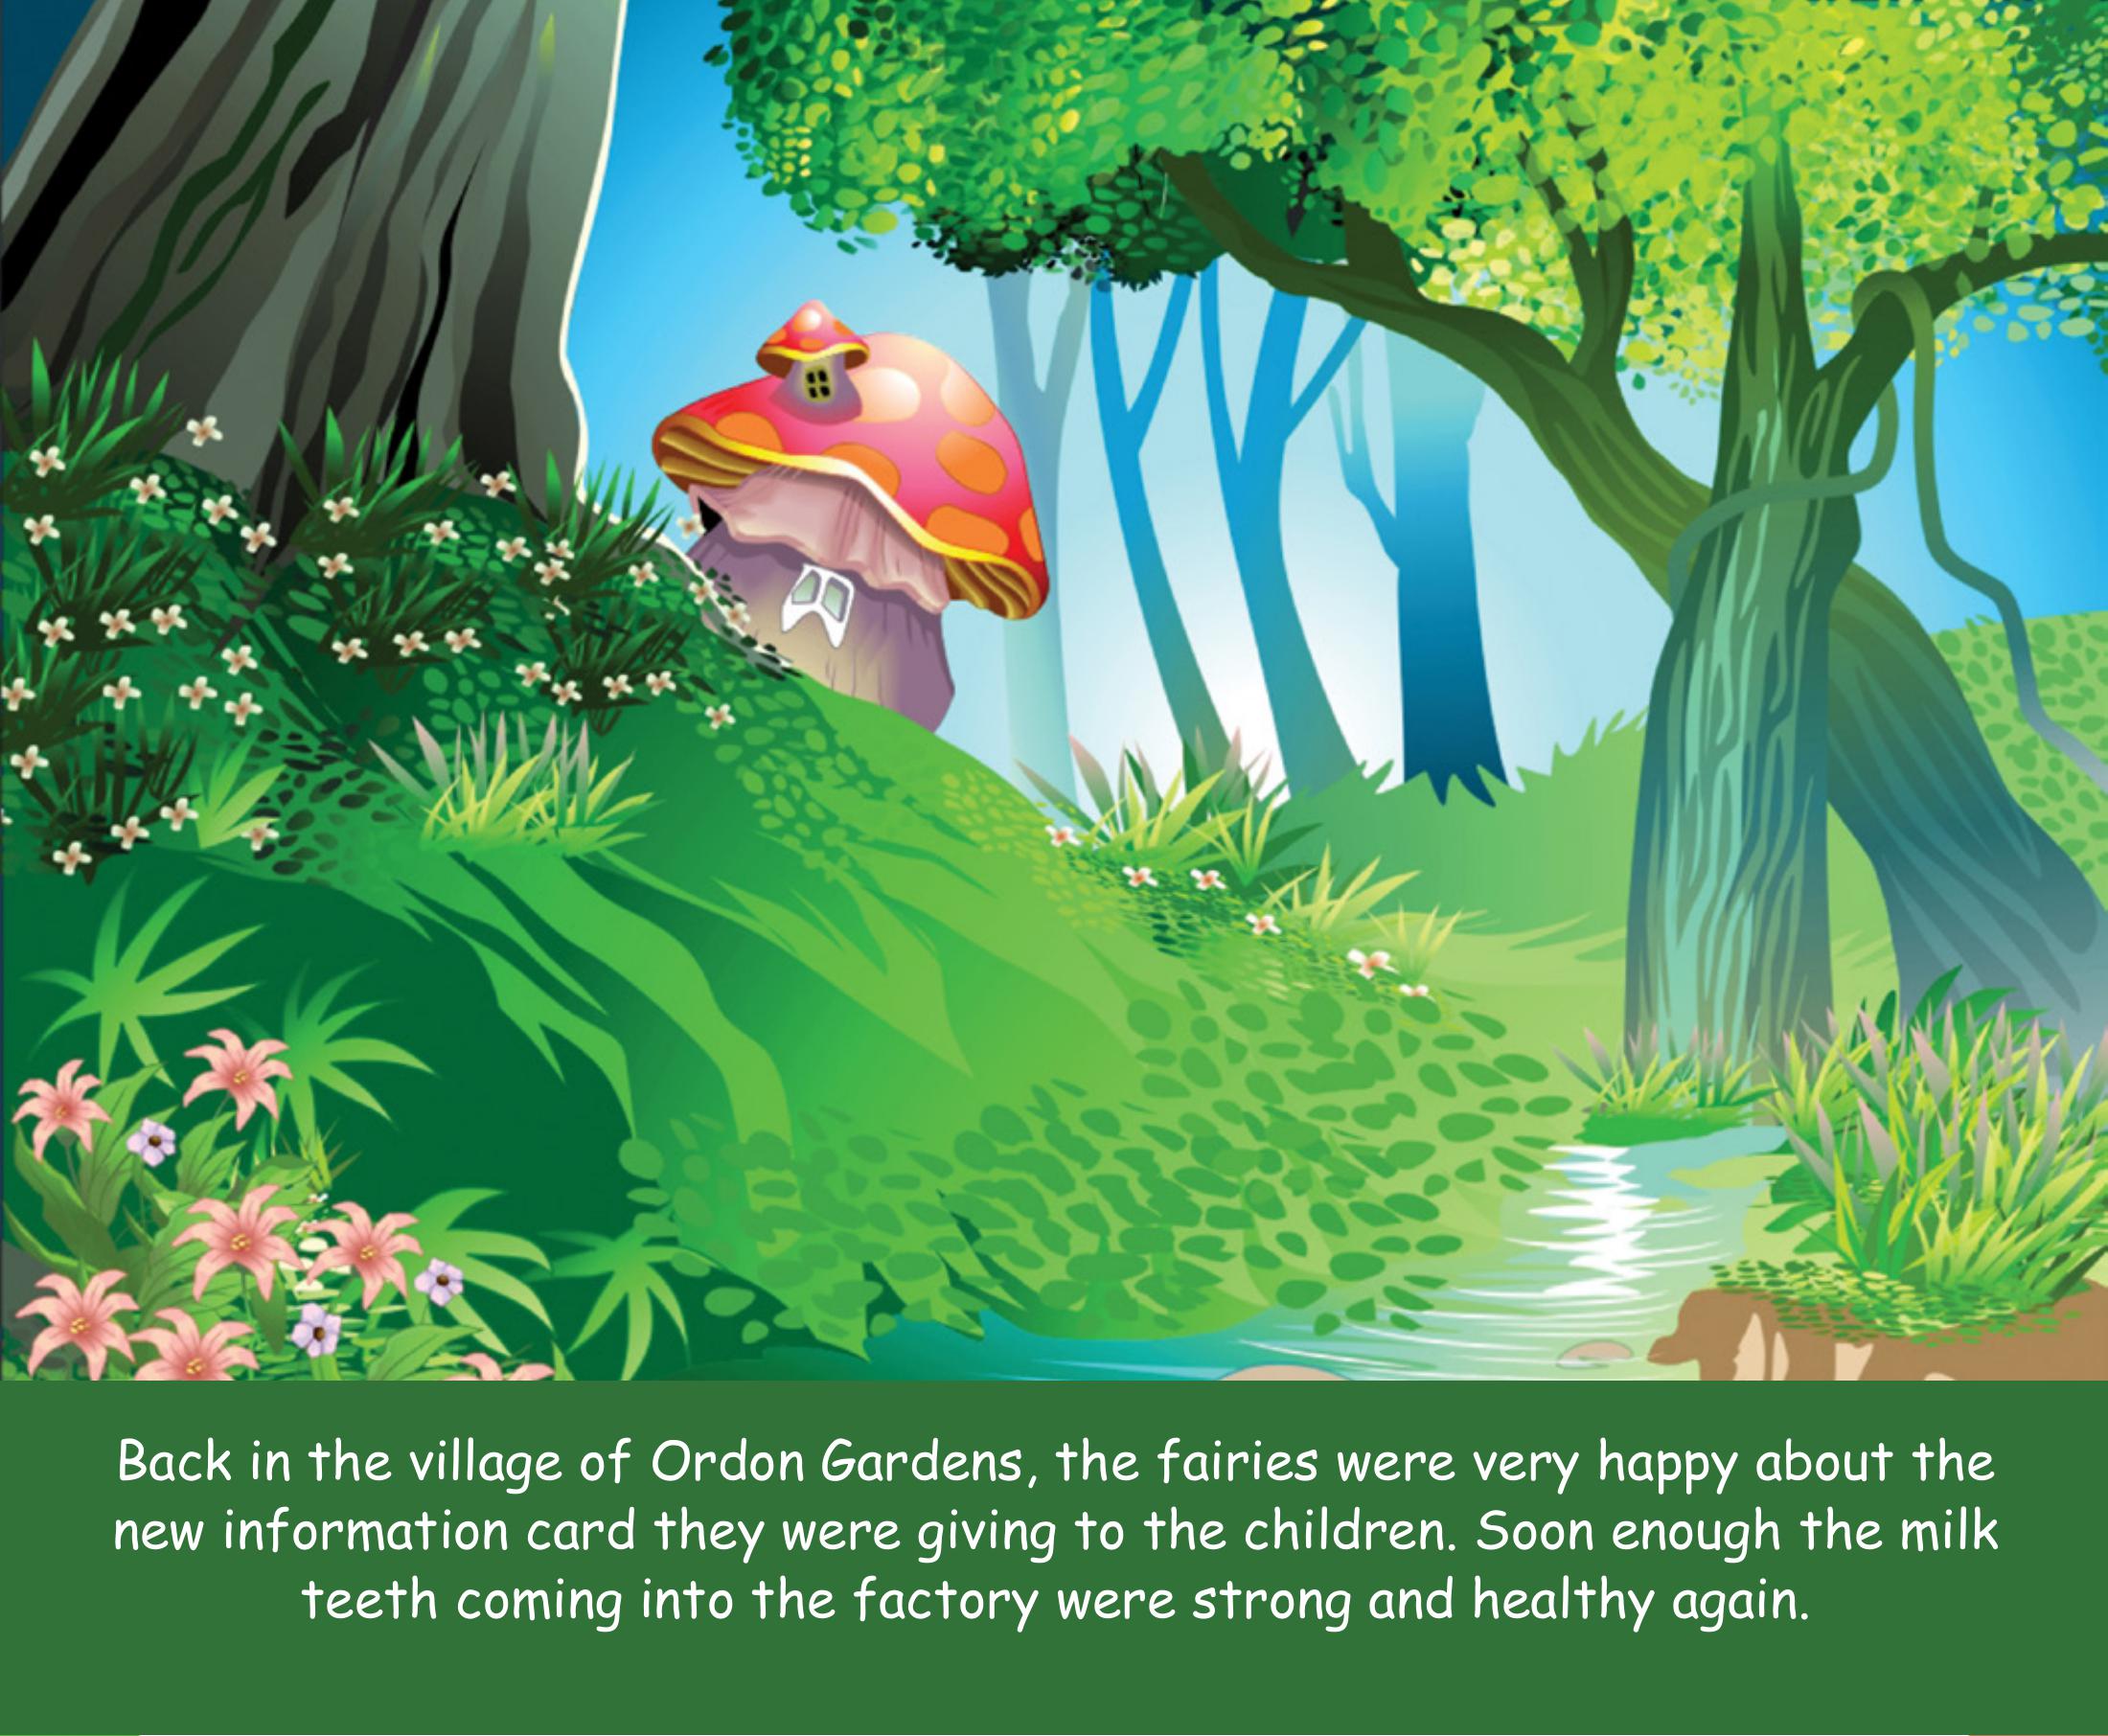 Back in the village of Ordon Gardens, the fairies were very happy about the
new information card they were giving to the children. Soon enough the milk
teeth coming into the factory were strong and healthy again.